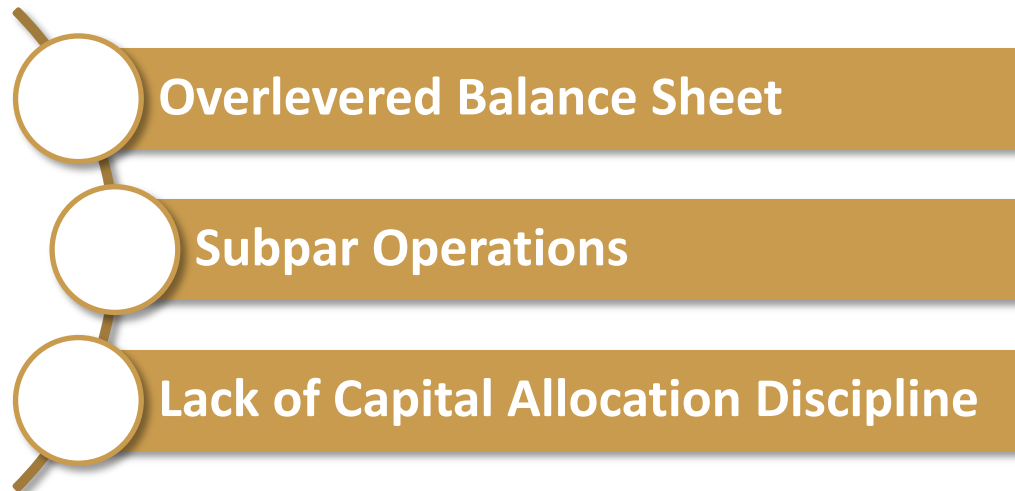 Overlevered Balance Sheet
Subpar Operations
Lack of Capital Allocation Discipline